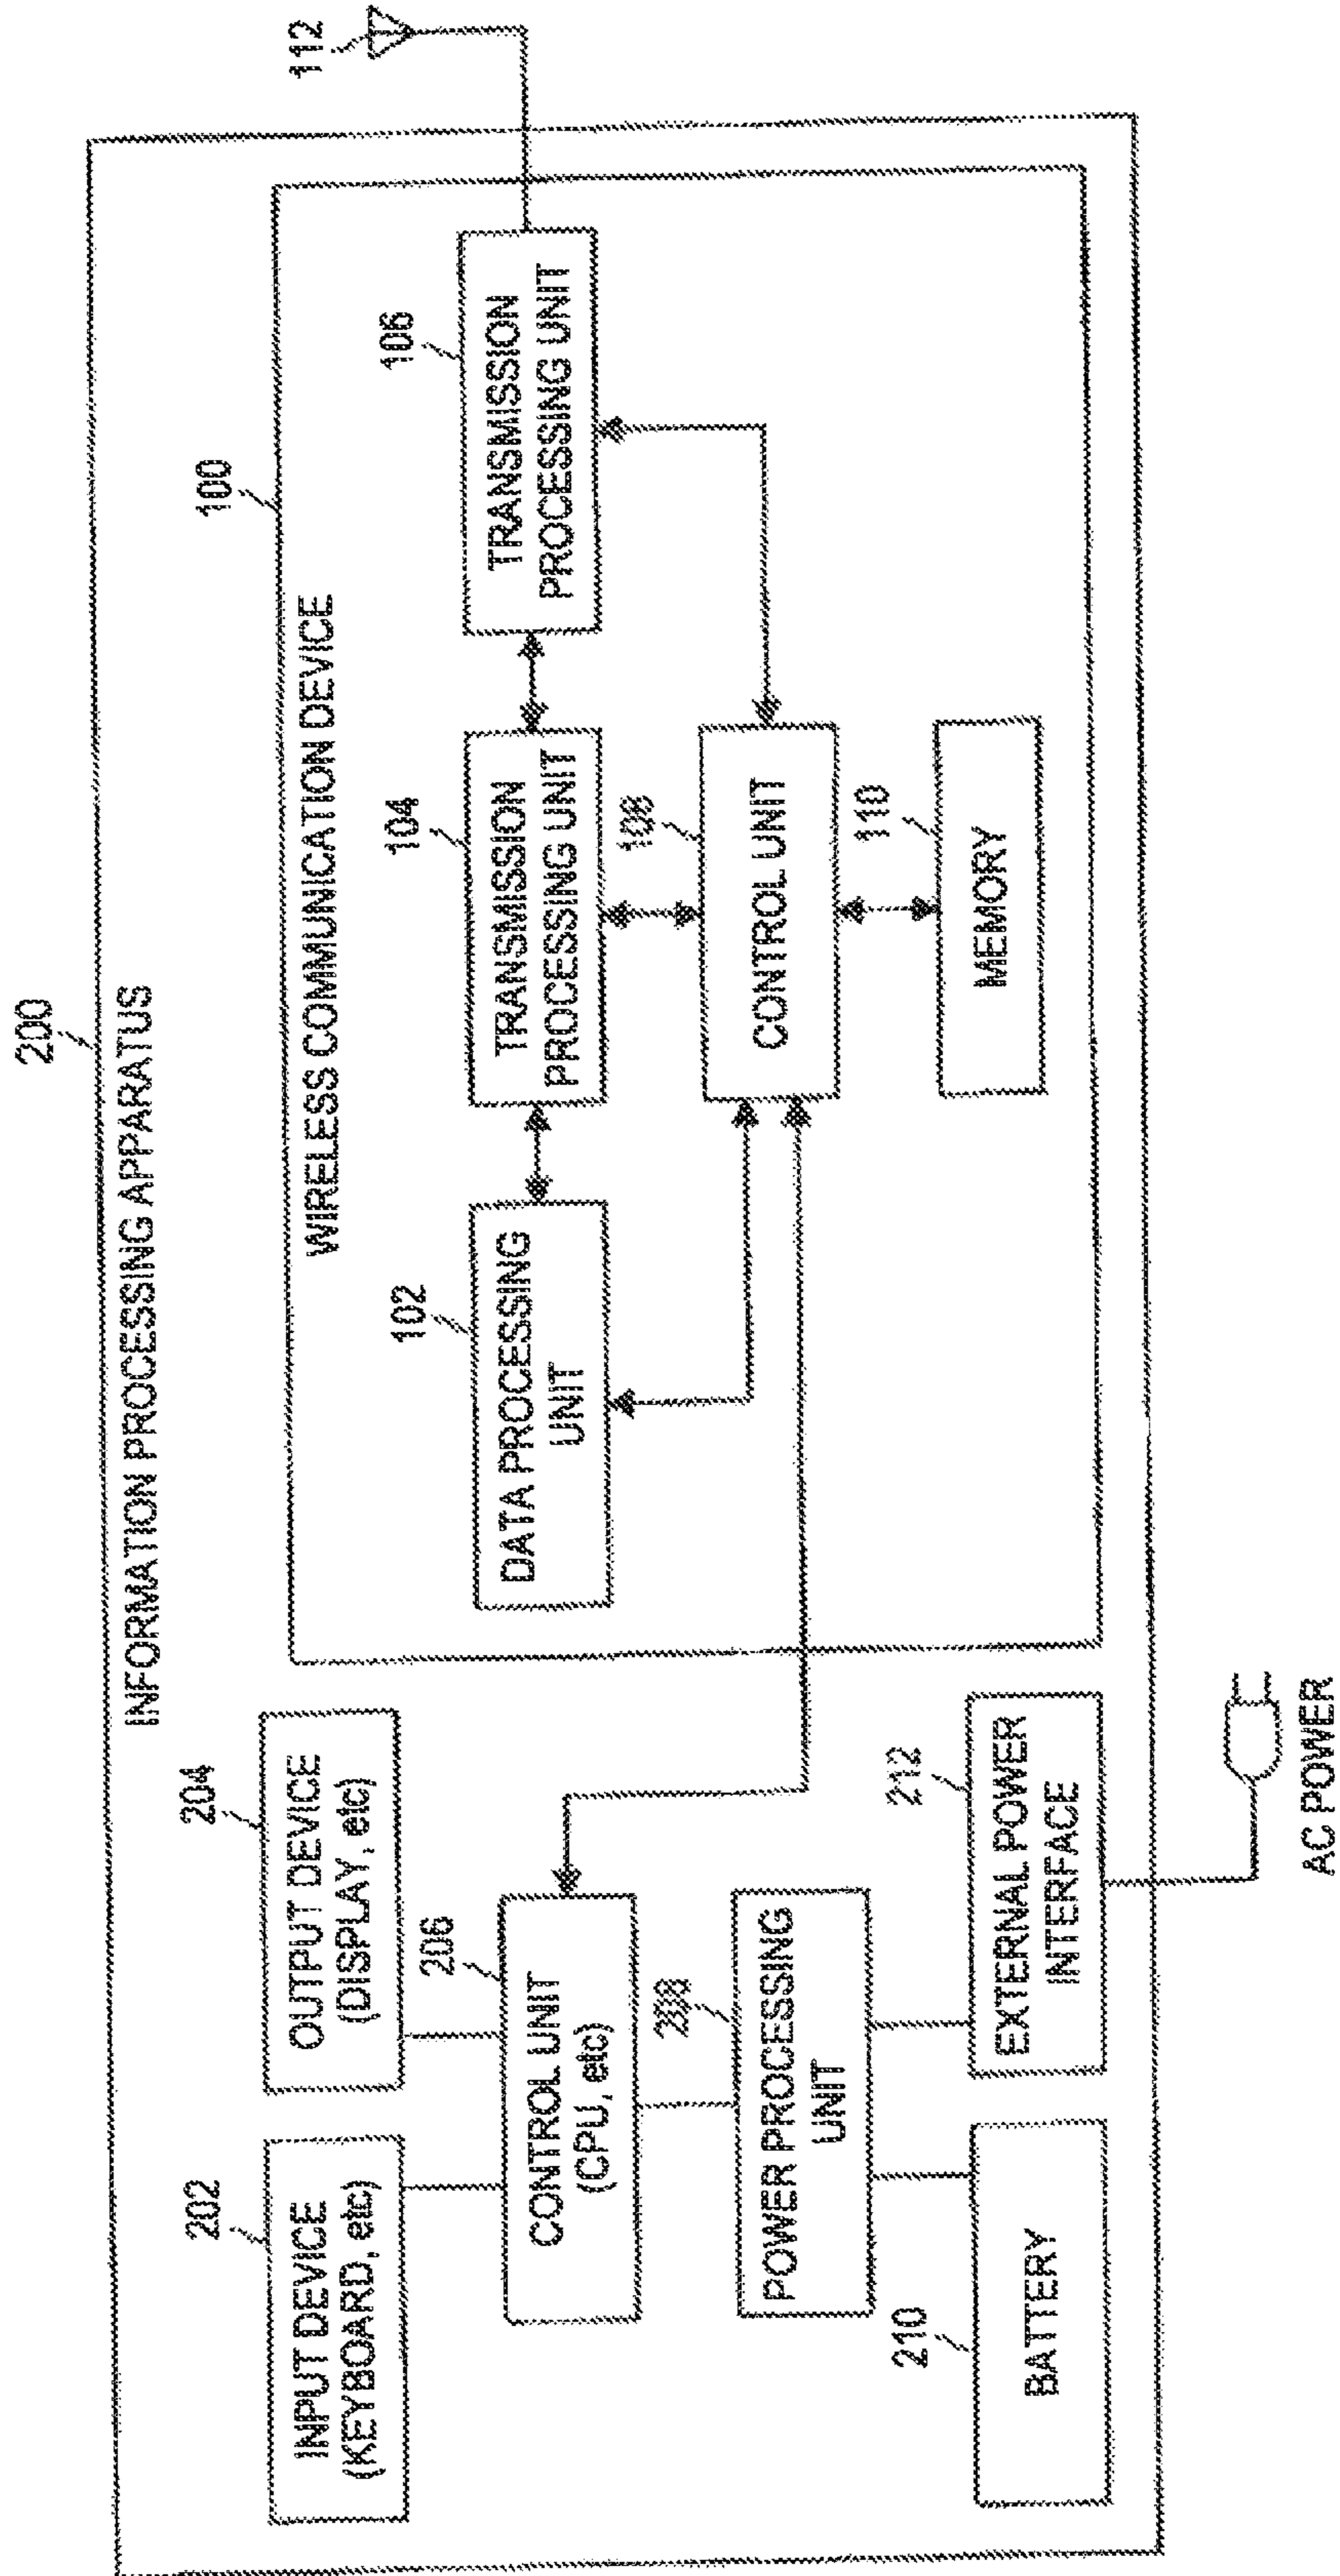 200
INFORMATION PROCESSING APPARATUS
202
INPUT DEVICE
(KEYBOARD, etc)
204
OUTPUT DEVICE
(DISPLAY, etc)
206
CONTROL UNIT
(CPU, etc)
208
POWER PROCESSING
UNIT
210
BATTERY
212
EXTERNAL POWER
INTERFACE
AC POWER
100
WIRELESS COMMUNICATION DEVICE
102
DATA PROCESSING
UNIT
104
TRANSMISSION
PROCESSING UNIT
106
TRANSMISSION
PROCESSING UNIT
108
CONTROL UNIT
110
MEMORY
112